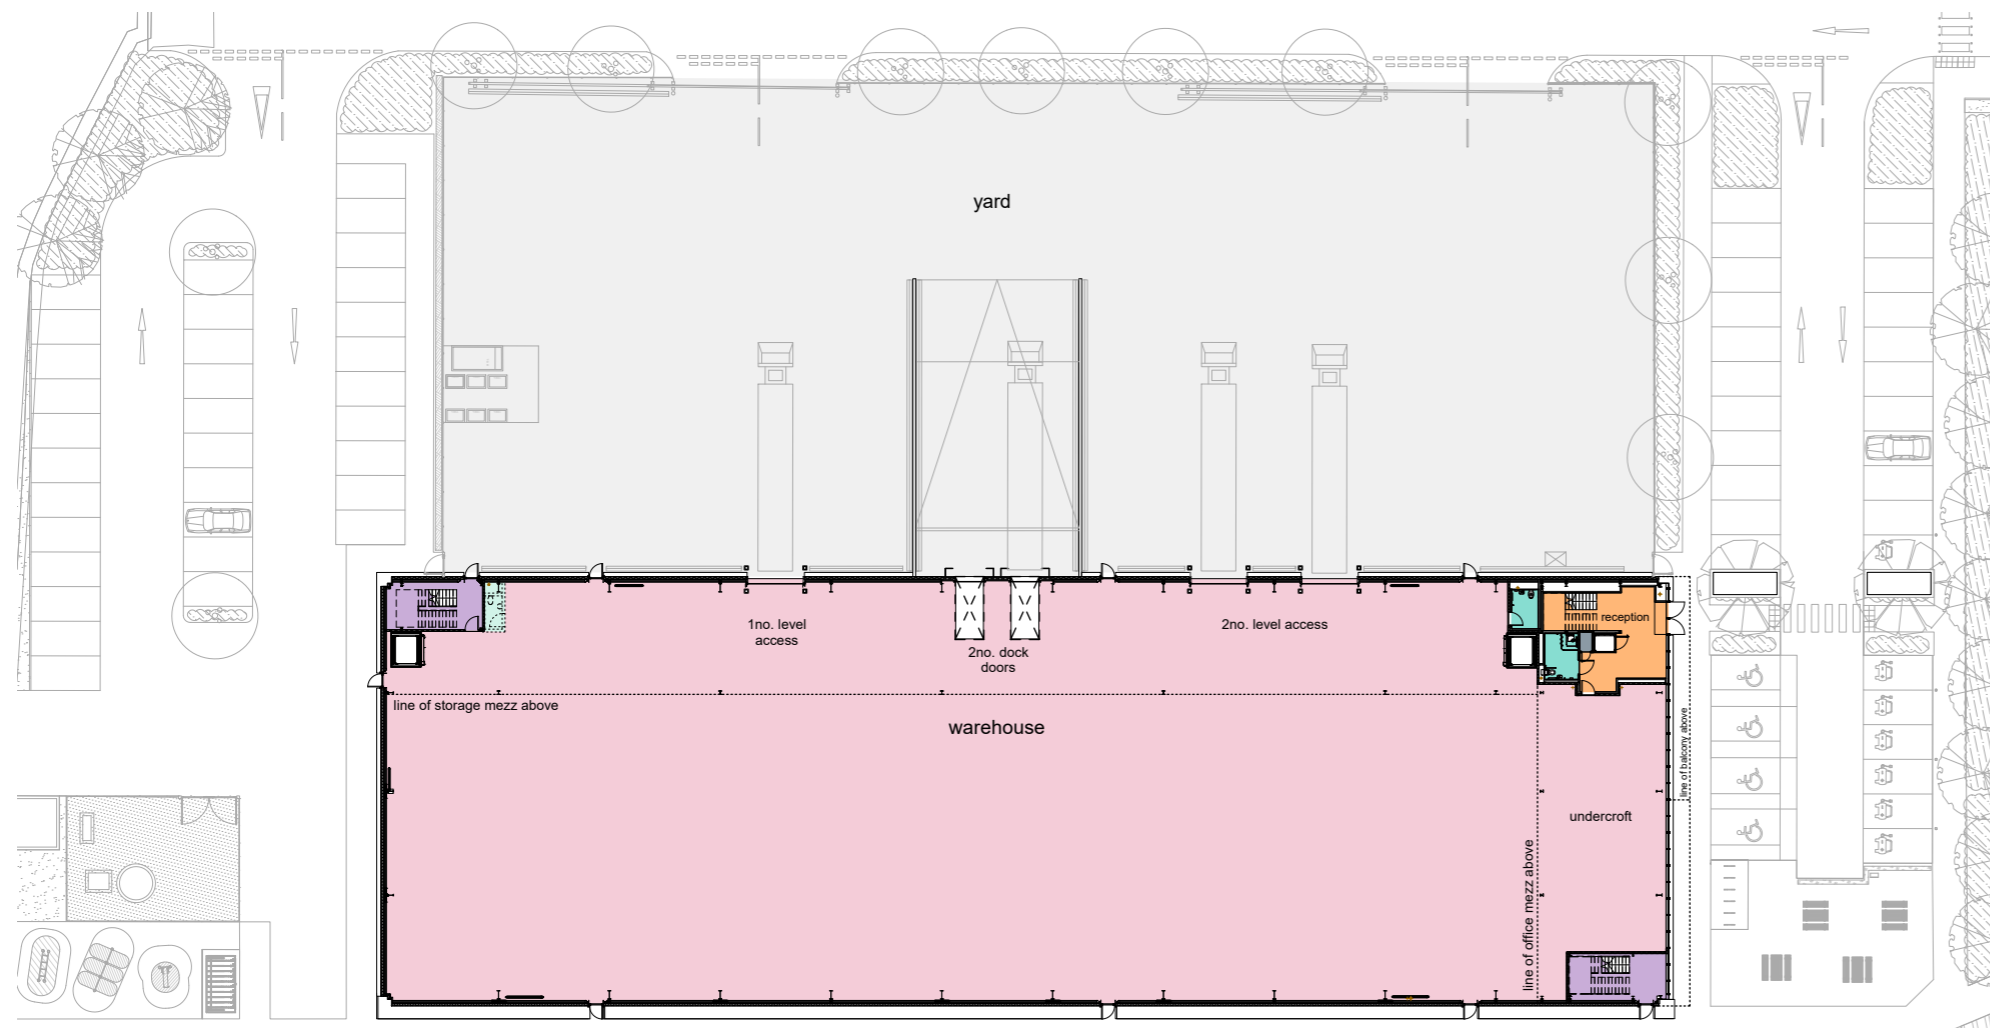 yard
1no. level
access
2no. dock
doors
2no. level access
reception
line of storage mezz above
warehouse
line of balcony above
undercroft
line of office mezz above